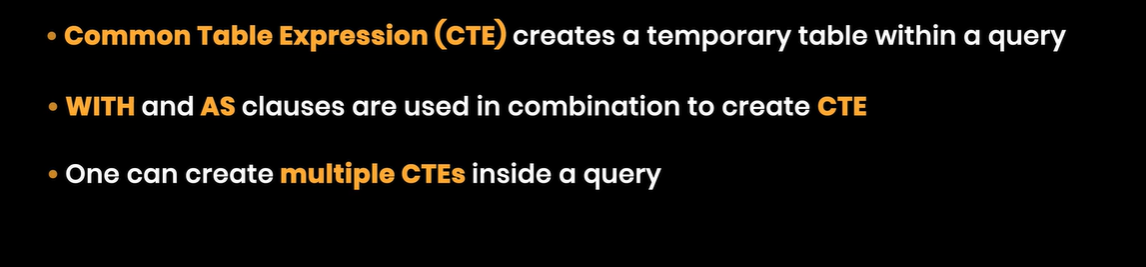 • Common Table Expression (CTE) creates a temporary table within a query
• WITH and AS clauses are used in combination to create CTE
• One can create multiple CTEs inside a query